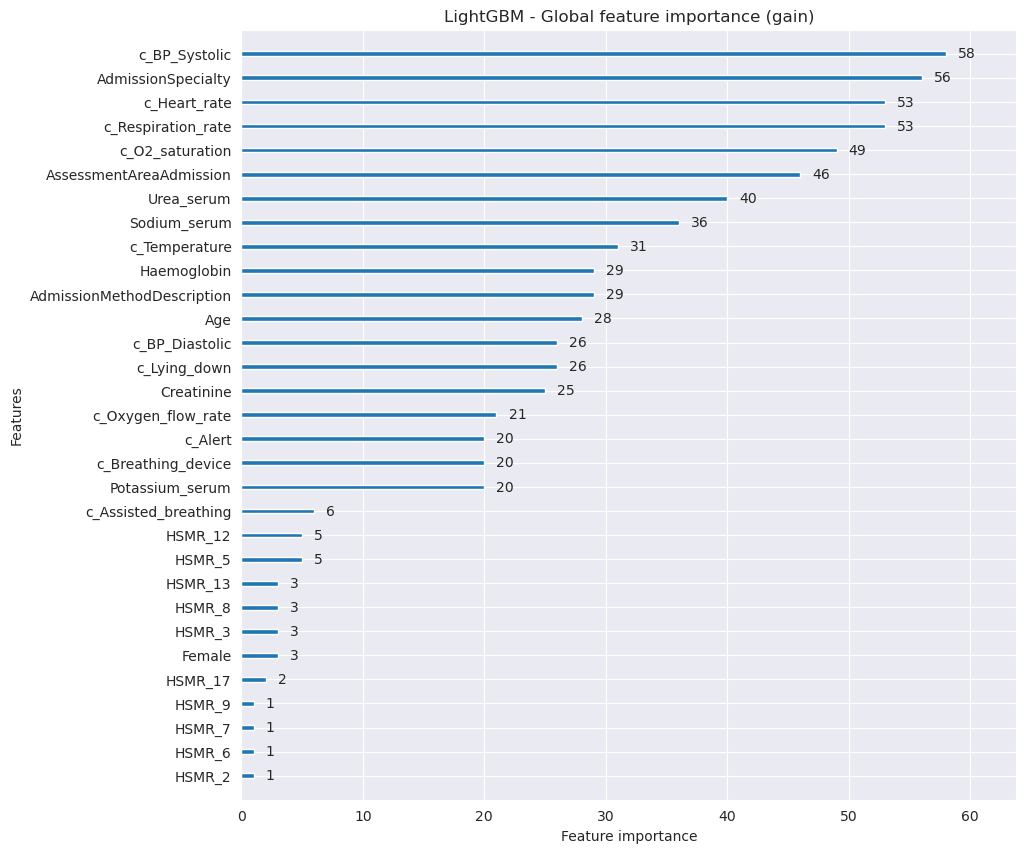 LightGBM - Global feature importance (gain)
Features
c_BP_Systolic 58
AdmissionSpecialty 56
c_Heart_rate 53
c_Respiration_rate 53
c_O2_saturation 49
AssessmentAreaAdmission 46
Urea_serum 40
Sodium_serum 36
c_Temperature 31
Haemoglobin 29
AdmissionMethodDescription 29
Age 28
c_BP_Diastolic 26
c_Lying_down 26
Creatinine 25
c_Oxygen_flow_rate 21
c_Alert 20
c_Breathing_device 20
Potassium_serum 20
c_Assisted_breathing 6
HSMR_12 5
HSMR_5 5
HSMR_13 3
HSMR_8 3
HSMR_3 3
Female 3
HSMR_17 2
HSMR_9 1
HSMR_7 1
HSMR_6 1
HSMR_2 1
0 10 20 30 40 50 60
Feature importance